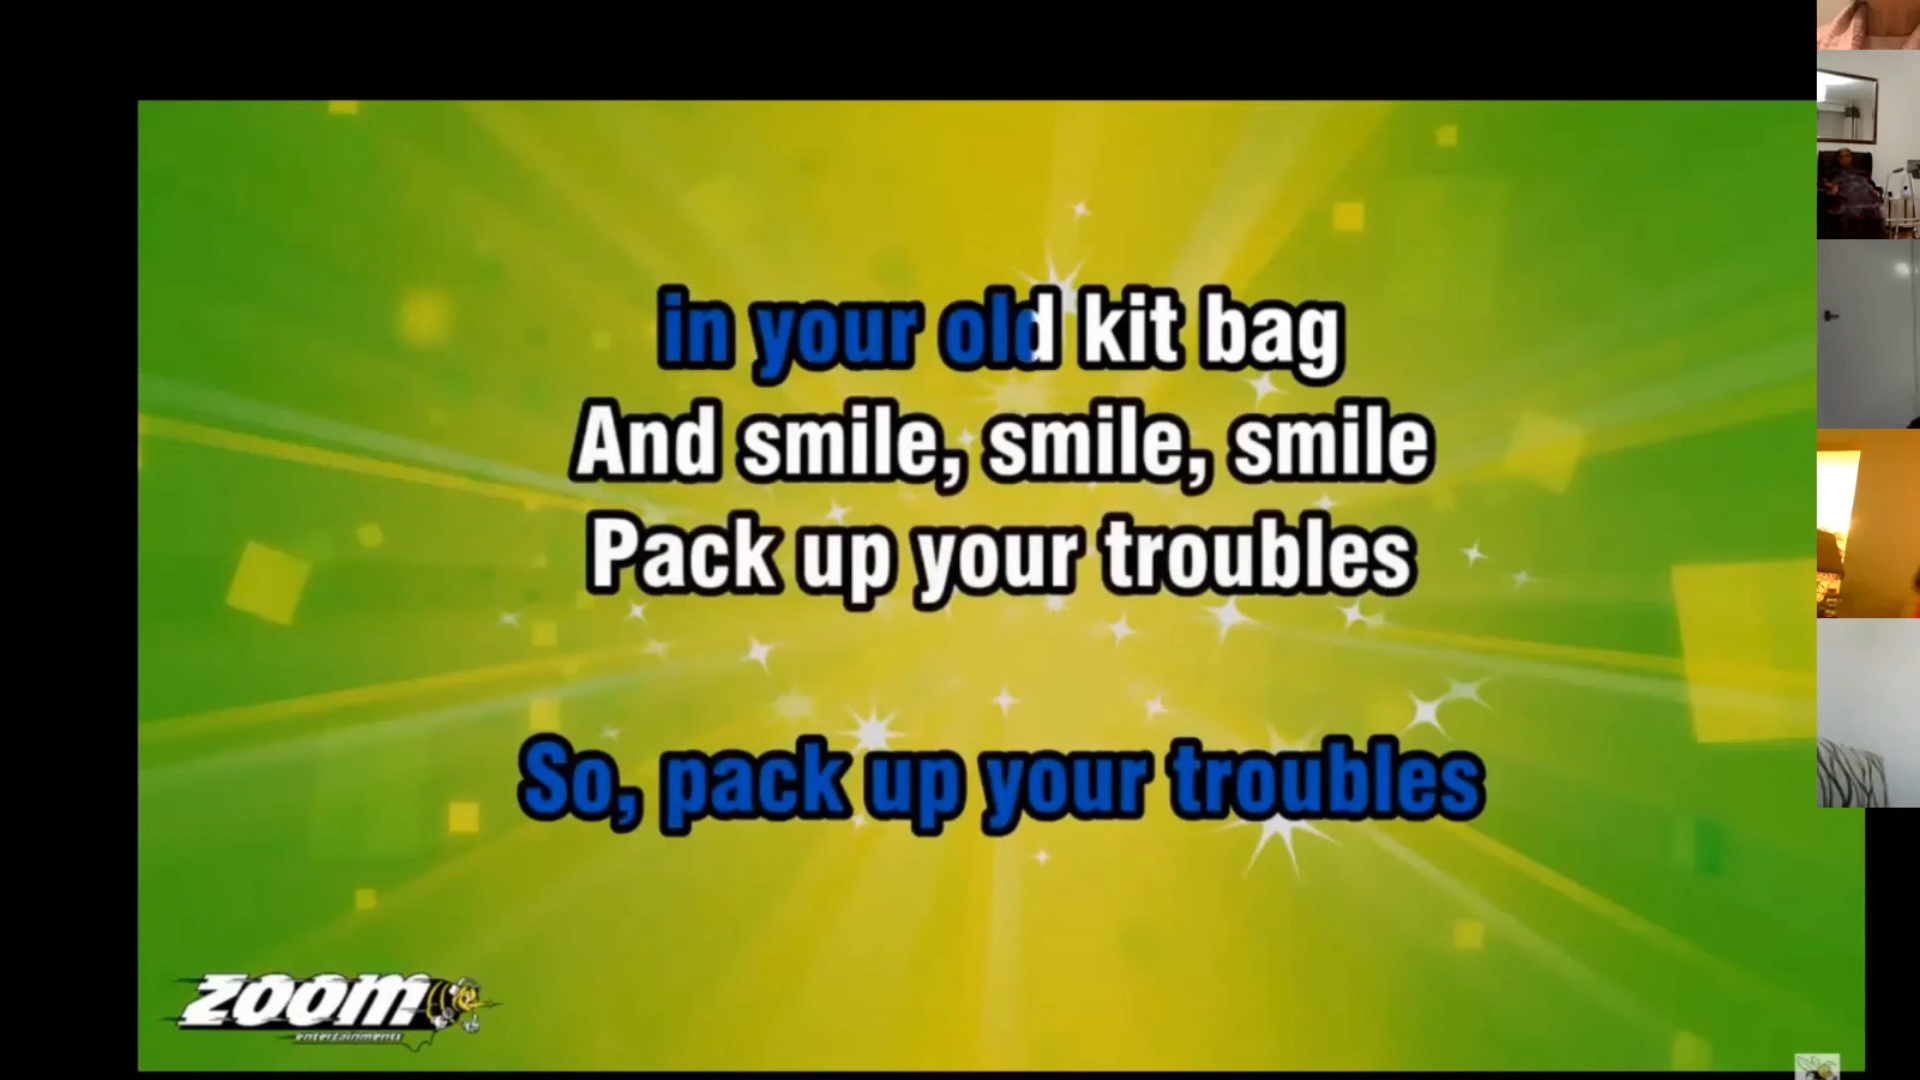 in your old kit bag
And smile, smile, smile
Pack up your troubles
So, pack up your troubles
zoom
entertainments